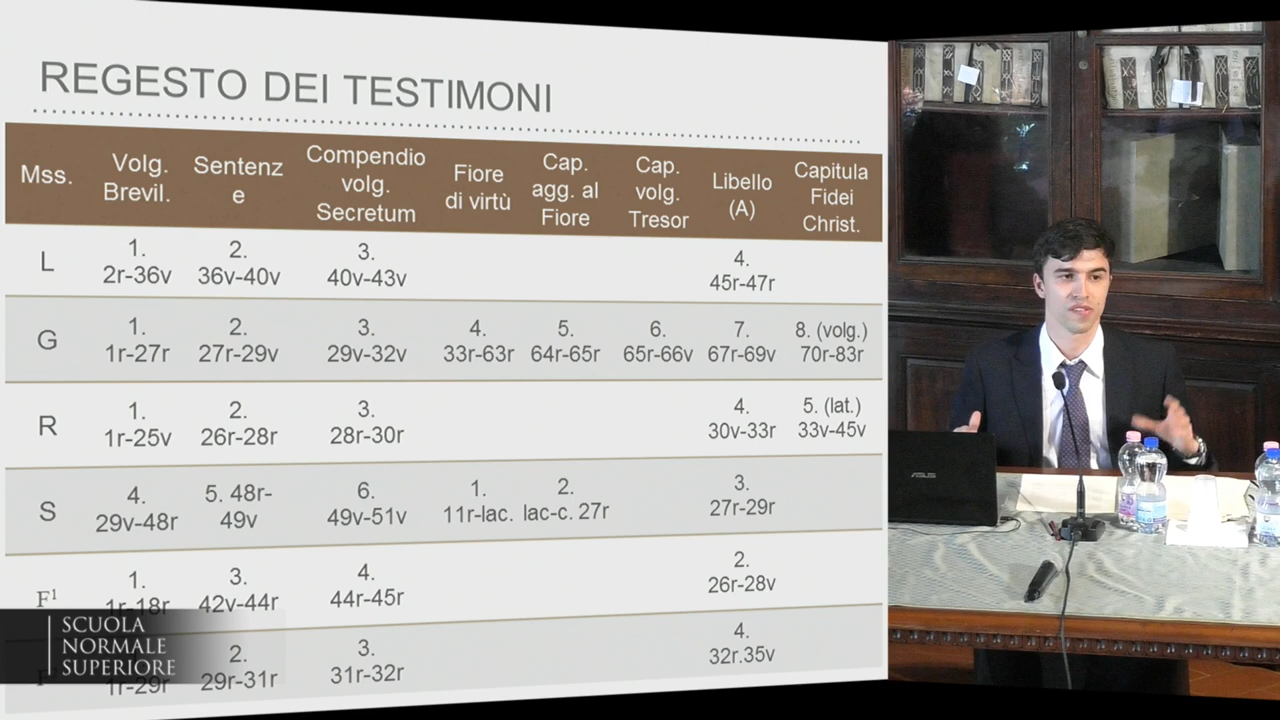 REGESTO DEI TESTIMONI
Mss.
Volg.
Brevil.
Sentenz
e
Compendio
volg.
Secretum
Fiore
di virtù
Cap.
agg. al
Fiore
Cap.
volg.
Tresor
Libello
(A)
Capitula
Fidei
Christ.
L
1.
2r-36v
2.
36v-40v
3.
40v-43v
4.
45r-47r
G
1.
1r-27r
2.
27r-29v
3.
29v-32v
4.
33r-63r
5.
64r-65r
6.
65r-66v
7.
67r-69v
8. (volg.)
70r-83r
R
1.
1r-25v
2.
26r-28r
3.
28r-30r
4.
30v-33r
5. (lat.)
33v-45v
S
4.
29v-48r
5. 48r-
49v
6.
49v-51v
1.
11r-lac.
2.
lac-c. 27r
3.
27r-29r
F¹
1.
1r-18r
3.
42v-44r
4.
44r-45r
2.
26r-28v
1r-29r
2.
29r-31r
3.
31r-32r
4.
32r.35v
SCUOLA
NORMALE
SUPERIORE
ASUS